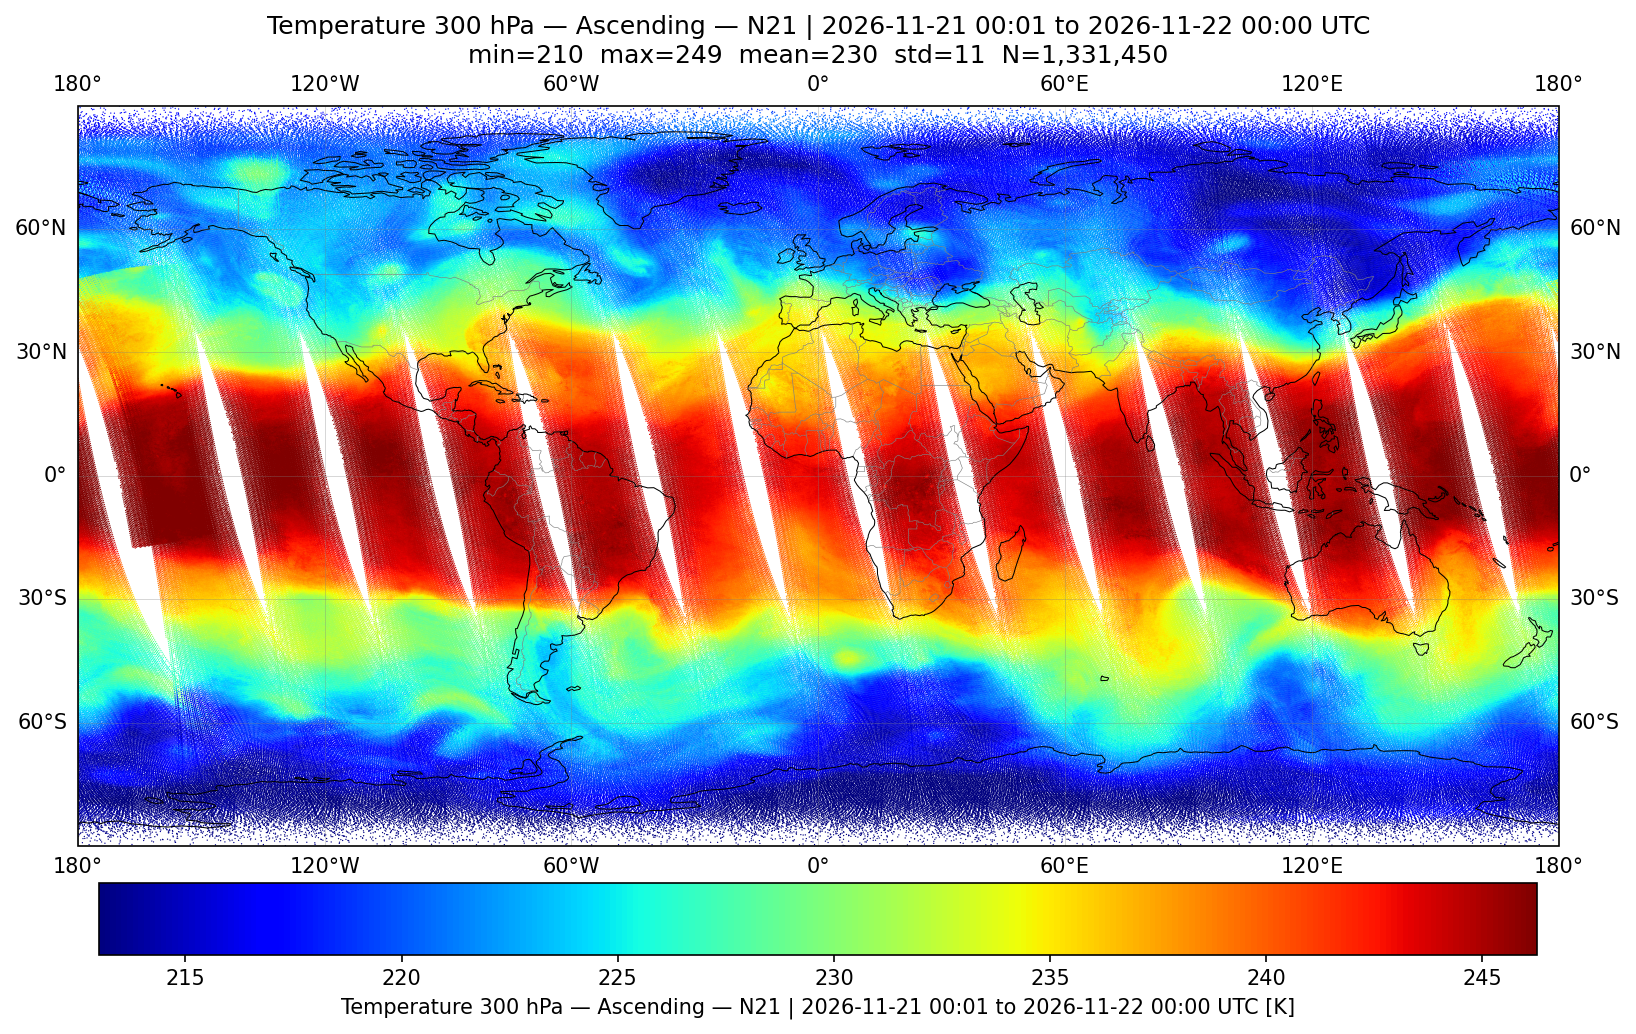 Temperature 300 hPa — Ascending — N21 | 2026-11-21 00:01 to 2026-11-22 00:00 UTC
min=210 max=249 mean=230 std=11 N=1,331,450
180° 120°W 60°W 0° 60°E 120°E 180°
60°N 60°N
30°N 30°N
0° 0°
30°S 30°S
60°S 60°S
180° 120°W 60°W 0° 60°E 120°E 180°
215 220 225 230 235 240 245
Temperature 300 hPa — Ascending — N21 | 2026-11-21 00:01 to 2026-11-22 00:00 UTC [K]